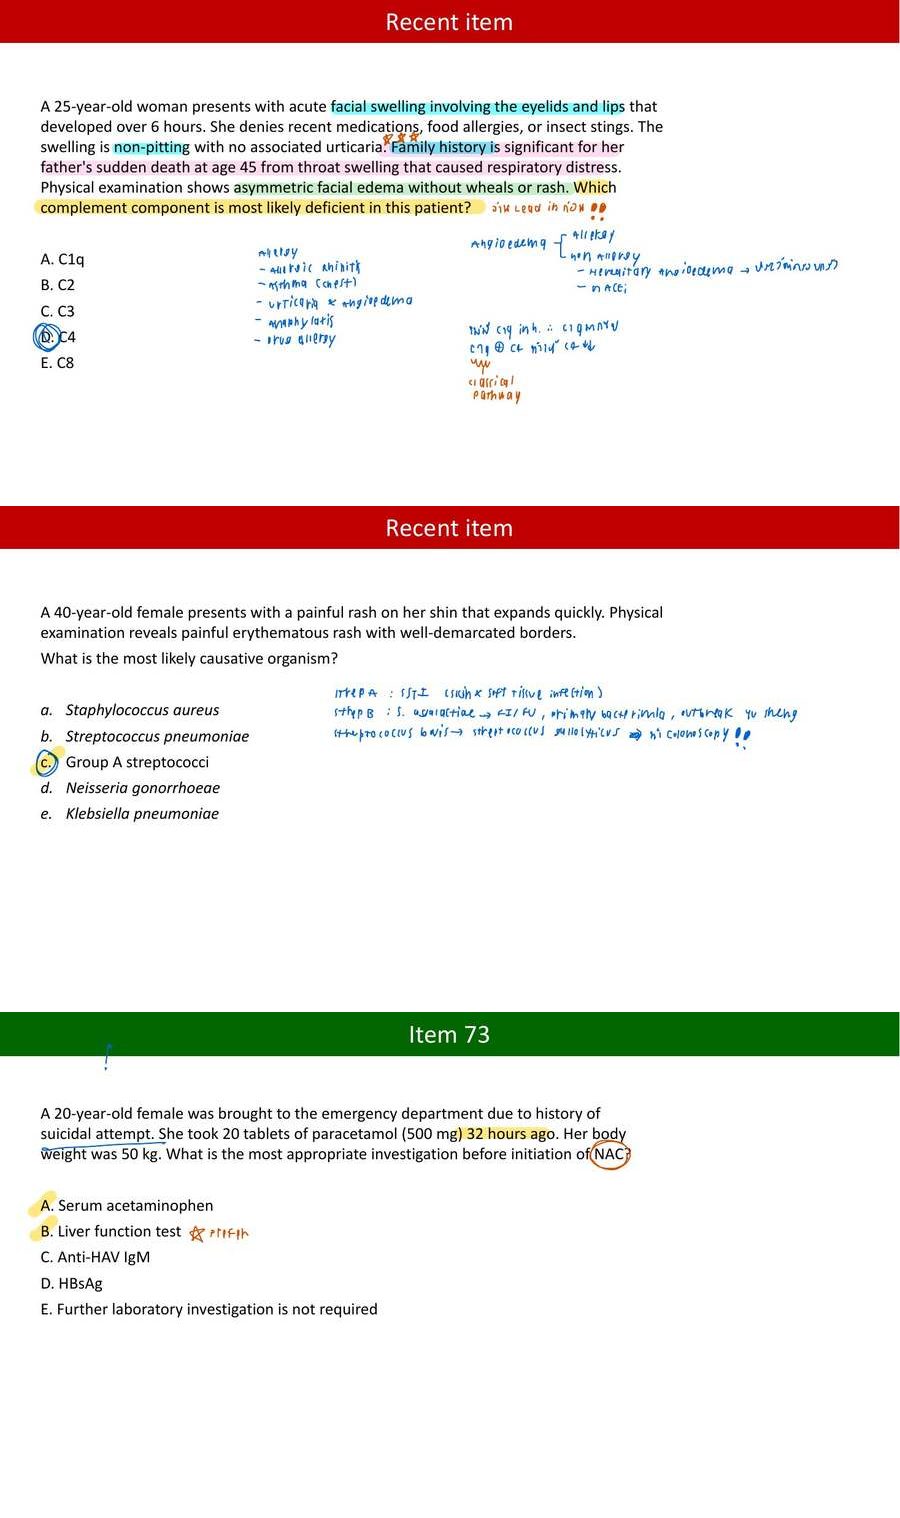 Recent item
A 25-year-old woman presents with acute facial swelling involving the eyelids and lips that
developed over 6 hours. She denies recent medications, food allergies, or insect stings. The
swelling is non-pitting with no associated urticaria. Family history is significant for her
father's sudden death at age 45 from throat swelling that caused respiratory distress.
Physical examination shows asymmetric facial edema without wheals or rash. Which
complement component is most likely deficient in this patient?
A. C1q
B. C2
C. C3
D. C4
E. C8
Allergy
- allergic rhinitis
- Asthma (chest)
- urticaria & angioedema
- anaphylaxis
- Drug allergy
Angioedema
Allergy
non Allergy
- Hereditary Angioedema →
- ACEi
classical
pathway
Recent item
A 40-year-old female presents with a painful rash on her shin that expands quickly. Physical
examination reveals painful erythematous rash with well-demarcated borders.
What is the most likely causative organism?
a. Staphylococcus aureus
b. Streptococcus pneumoniae
c. Group A streptococci
d. Neisseria gonorrhoeae
e. Klebsiella pneumoniae
strep A : SSTI (skin & soft tissue infection)
strep B : S. agalactiae → , primary bacteremia, outbreak
streptococcus bovis → streptococcus gallolyticus ⇒ colonoscopy !!
Item 73
A 20-year-old female was brought to the emergency department due to history of
suicidal attempt. She took 20 tablets of paracetamol (500 mg) 32 hours ago. Her body
weight was 50 kg. What is the most appropriate investigation before initiation of NAC?
A. Serum acetaminophen
B. Liver function test
C. Anti-HAV IgM
D. HBsAg
E. Further laboratory investigation is not required